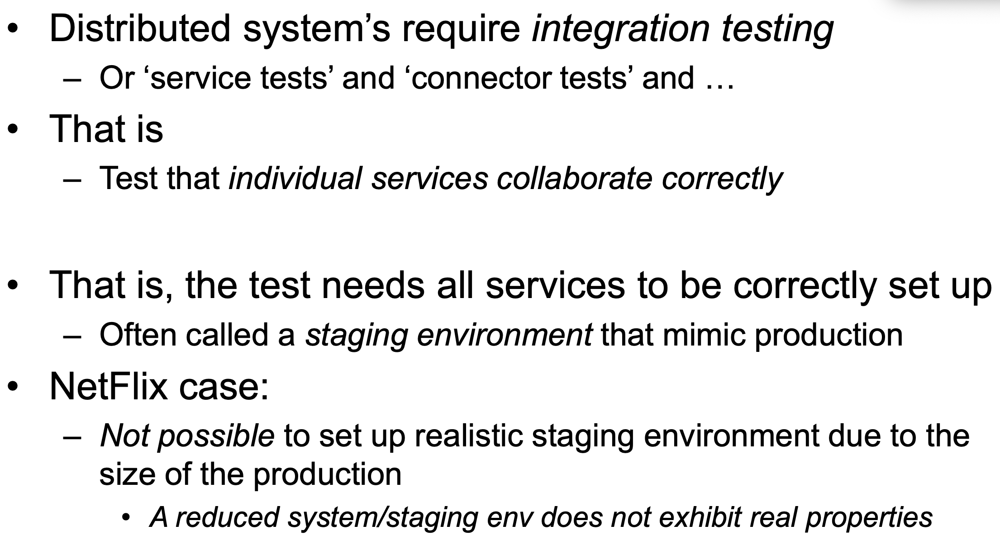 • Distributed system’s require integration testing
– Or ‘service tests’ and ‘connector tests’ and …
• That is
– Test that individual services collaborate correctly
• That is, the test needs all services to be correctly set up
– Often called a staging environment that mimic production
• NetFlix case:
– Not possible to set up realistic staging environment due to the
size of the production
• A reduced system/staging env does not exhibit real properties